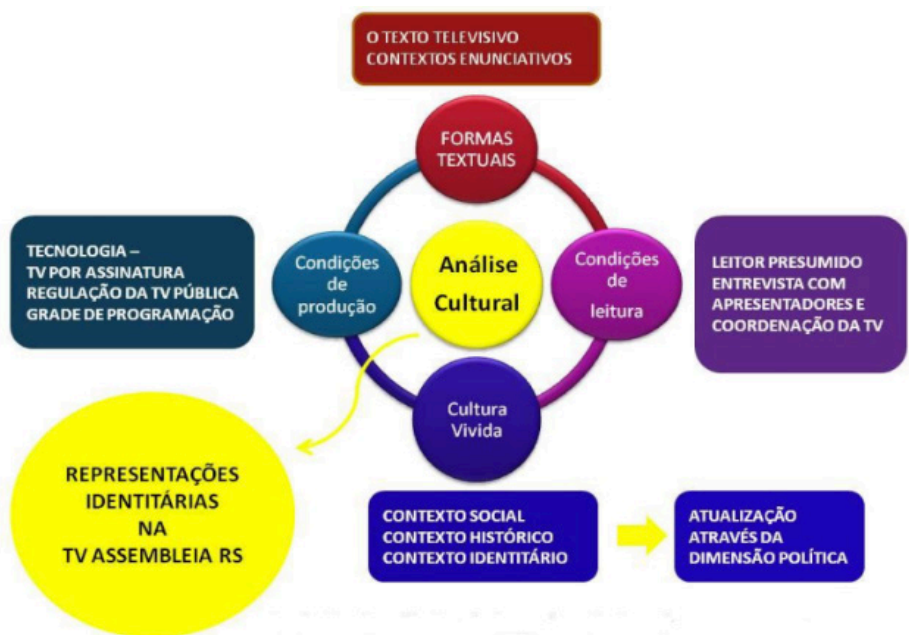 O TEXTO TELEVISIVO
CONTEXTOS ENUNCIATIVOS
FORMAS
TEXTUAIS
TECNOLOGIA –
TV POR ASSINATURA
REGULAÇÃO DA TV PÚBLICA
GRADE DE PROGRAMAÇÃO
Condições
de
produção
Análise
Cultural
Condições
de
leitura
LEITOR PRESUMIDO
ENTREVISTA COM
APRESENTADORES E
COORDENAÇÃO DA TV
Cultura
Vivida
REPRESENTAÇÕES
IDENTITÁRIAS
NA
TV ASSEMBLEIA RS
CONTEXTO SOCIAL
CONTEXTO HISTÓRICO
CONTEXTO IDENTITÁRIO
ATUALIZAÇÃO
ATRAVÉS DA
DIMENSÃO POLÍTICA